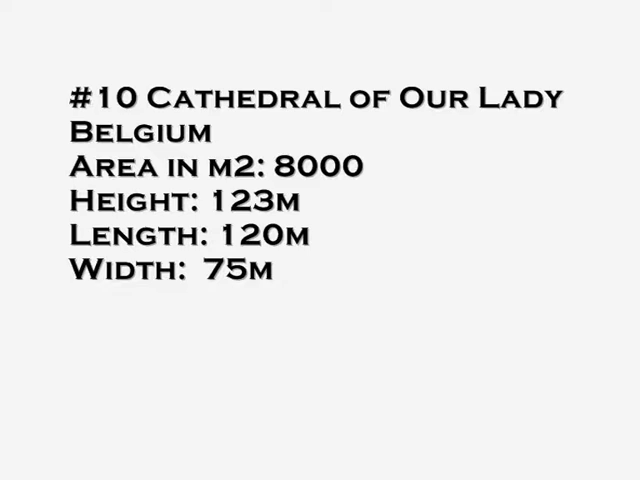 #10 Cathedral of Our Lady
Belgium
Area in m2: 8000
Height: 123m
Length: 120m
Width: 75m